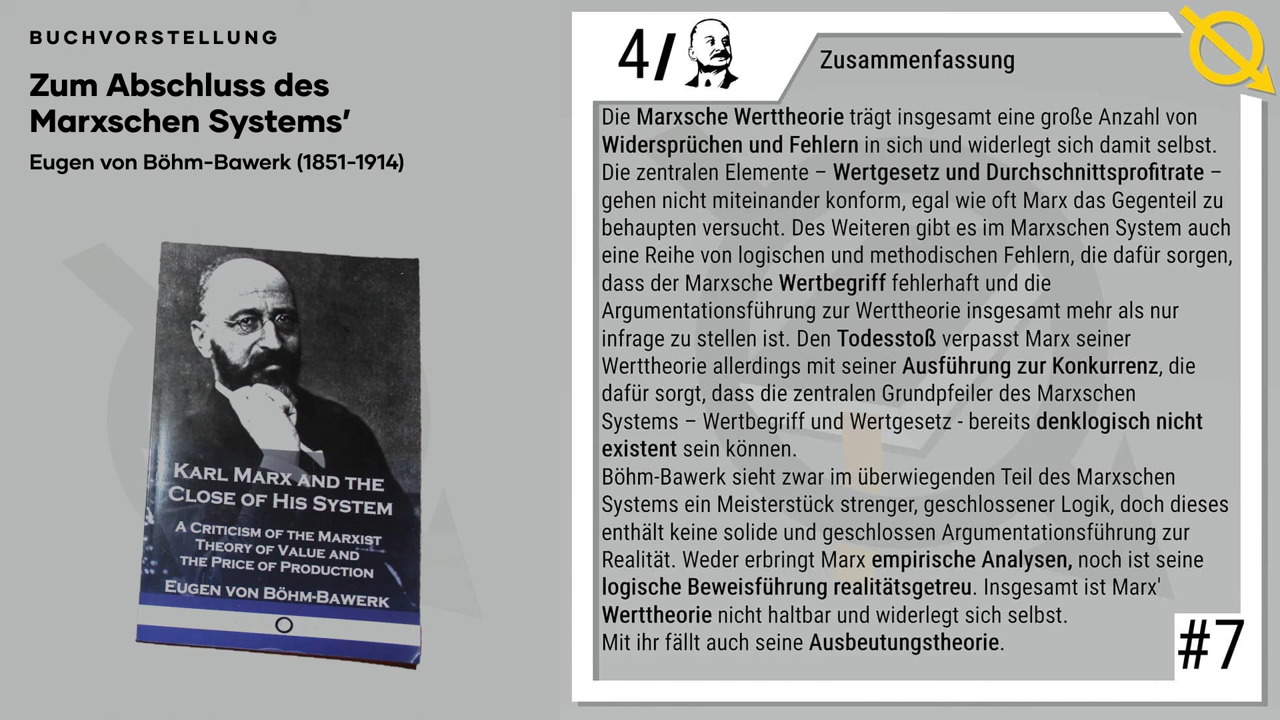 BUCHVORSTELLUNG
Zum Abschluss des
Marxschen Systems’
Eugen von Böhm-Bawerk (1851-1914)
KARL MARX AND THE
CLOSE OF HIS SYSTEM
A CRITICISM OF THE MARXIST
THEORY OF VALUE AND
THE PRICE OF PRODUCTION
EUGEN VON BÖHM-BAWERK
4/
Zusammenfassung
Die Marxsche Werttheorie trägt insgesamt eine große Anzahl von
Widersprüchen und Fehlern in sich und widerlegt sich damit selbst.
Die zentralen Elemente – Wertgesetz und Durchschnittsprofitrate –
gehen nicht miteinander konform, egal wie oft Marx das Gegenteil zu
behaupten versucht. Des Weiteren gibt es im Marxschen System auch
eine Reihe von logischen und methodischen Fehlern, die dafür sorgen,
dass der Marxsche Wertbegriff fehlerhaft und die
Argumentationsführung zur Werttheorie insgesamt mehr als nur
infrage zu stellen ist. Den Todesstoß verpasst Marx seiner
Werttheorie allerdings mit seiner Ausführung zur Konkurrenz, die
dafür sorgt, dass die zentralen Grundpfeiler des Marxschen
Systems – Wertbegriff und Wertgesetz - bereits denklogisch nicht
existent sein können.
Böhm-Bawerk sieht zwar im überwiegenden Teil des Marxschen
Systems ein Meisterstück strenger, geschlossener Logik, doch dieses
enthält keine solide und geschlossen Argumentationsführung zur
Realität. Weder erbringt Marx empirische Analysen, noch ist seine
logische Beweisführung realitätsgetreu. Insgesamt ist Marx'
Werttheorie nicht haltbar und widerlegt sich selbst.
Mit ihr fällt auch seine Ausbeutungstheorie.
#7